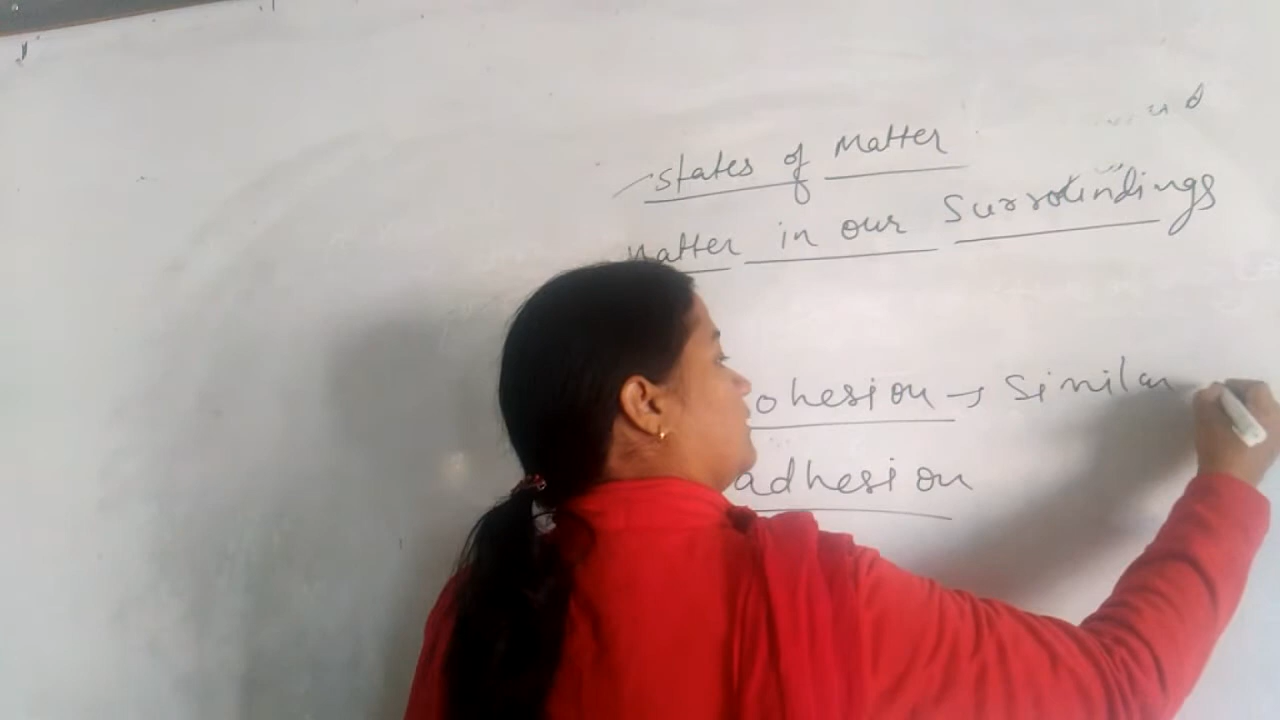 states of Matter
Matter in our Surroundings
ohesion → Similar
adhesion